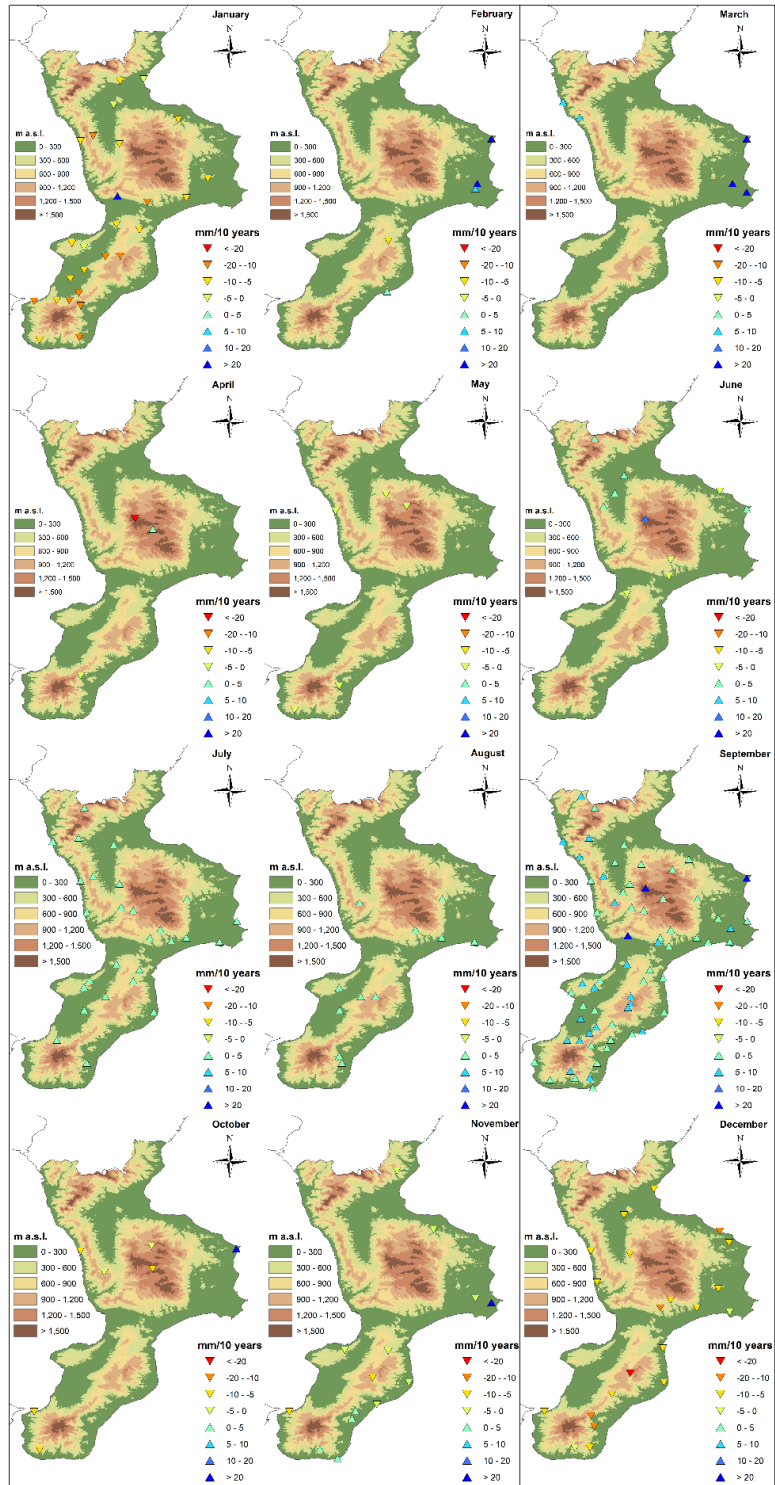 January
N
m a.s.l.
0 - 300
300 - 600
600 - 900
900 - 1,200
1,200 - 1,500
> 1,500
mm/10 years
< -20
-20 - -10
-10 - -5
-5 - 0
0 - 5
5 - 10
10 - 20
> 20
February
N
m a.s.l.
0 - 300
300 - 600
600 - 900
900 - 1,200
1,200 - 1,500
> 1,500
mm/10 years
< -20
-20 - -10
-10 - -5
-5 - 0
0 - 5
5 - 10
10 - 20
> 20
March
N
m a.s.l.
0 - 300
300 - 600
600 - 900
900 - 1,200
1,200 - 1,500
> 1,500
mm/10 years
< -20
-20 - -10
-10 - -5
-5 - 0
0 - 5
5 - 10
10 - 20
> 20
April
N
m a.s.l.
0 - 300
300 - 600
600 - 900
900 - 1,200
1,200 - 1,500
> 1,500
mm/10 years
< -20
-20 - -10
-10 - -5
-5 - 0
0 - 5
5 - 10
10 - 20
> 20
May
N
m a.s.l.
0 - 300
300 - 600
600 - 900
900 - 1,200
1,200 - 1,500
> 1,500
mm/10 years
< -20
-20 - -10
-10 - -5
-5 - 0
0 - 5
5 - 10
10 - 20
> 20
June
N
m a.s.l.
0 - 300
300 - 600
600 - 900
900 - 1,200
1,200 - 1,500
> 1,500
mm/10 years
< -20
-20 - -10
-10 - -5
-5 - 0
0 - 5
5 - 10
10 - 20
> 20
July
N
m a.s.l.
0 - 300
300 - 600
600 - 900
900 - 1,200
1,200 - 1,500
> 1,500
mm/10 years
< -20
-20 - -10
-10 - -5
-5 - 0
0 - 5
5 - 10
10 - 20
> 20
August
N
m a.s.l.
0 - 300
300 - 600
600 - 900
900 - 1,200
1,200 - 1,500
> 1,500
mm/10 years
< -20
-20 - -10
-10 - -5
-5 - 0
0 - 5
5 - 10
10 - 20
> 20
September
N
m a.s.l.
0 - 300
300 - 600
600 - 900
900 - 1,200
1,200 - 1,500
> 1,500
mm/10 years
< -20
-20 - -10
-10 - -5
-5 - 0
0 - 5
5 - 10
10 - 20
> 20
October
N
m a.s.l.
0 - 300
300 - 600
600 - 900
900 - 1,200
1,200 - 1,500
> 1,500
mm/10 years
< -20
-20 - -10
-10 - -5
-5 - 0
0 - 5
5 - 10
10 - 20
> 20
November
N
m a.s.l.
0 - 300
300 - 600
600 - 900
900 - 1,200
1,200 - 1,500
> 1,500
mm/10 years
< -20
-20 - -10
-10 - -5
-5 - 0
0 - 5
5 - 10
10 - 20
> 20
December
N
m a.s.l.
0 - 300
300 - 600
600 - 900
900 - 1,200
1,200 - 1,500
> 1,500
mm/10 years
< -20
-20 - -10
-10 - -5
-5 - 0
0 - 5
5 - 10
10 - 20
> 20